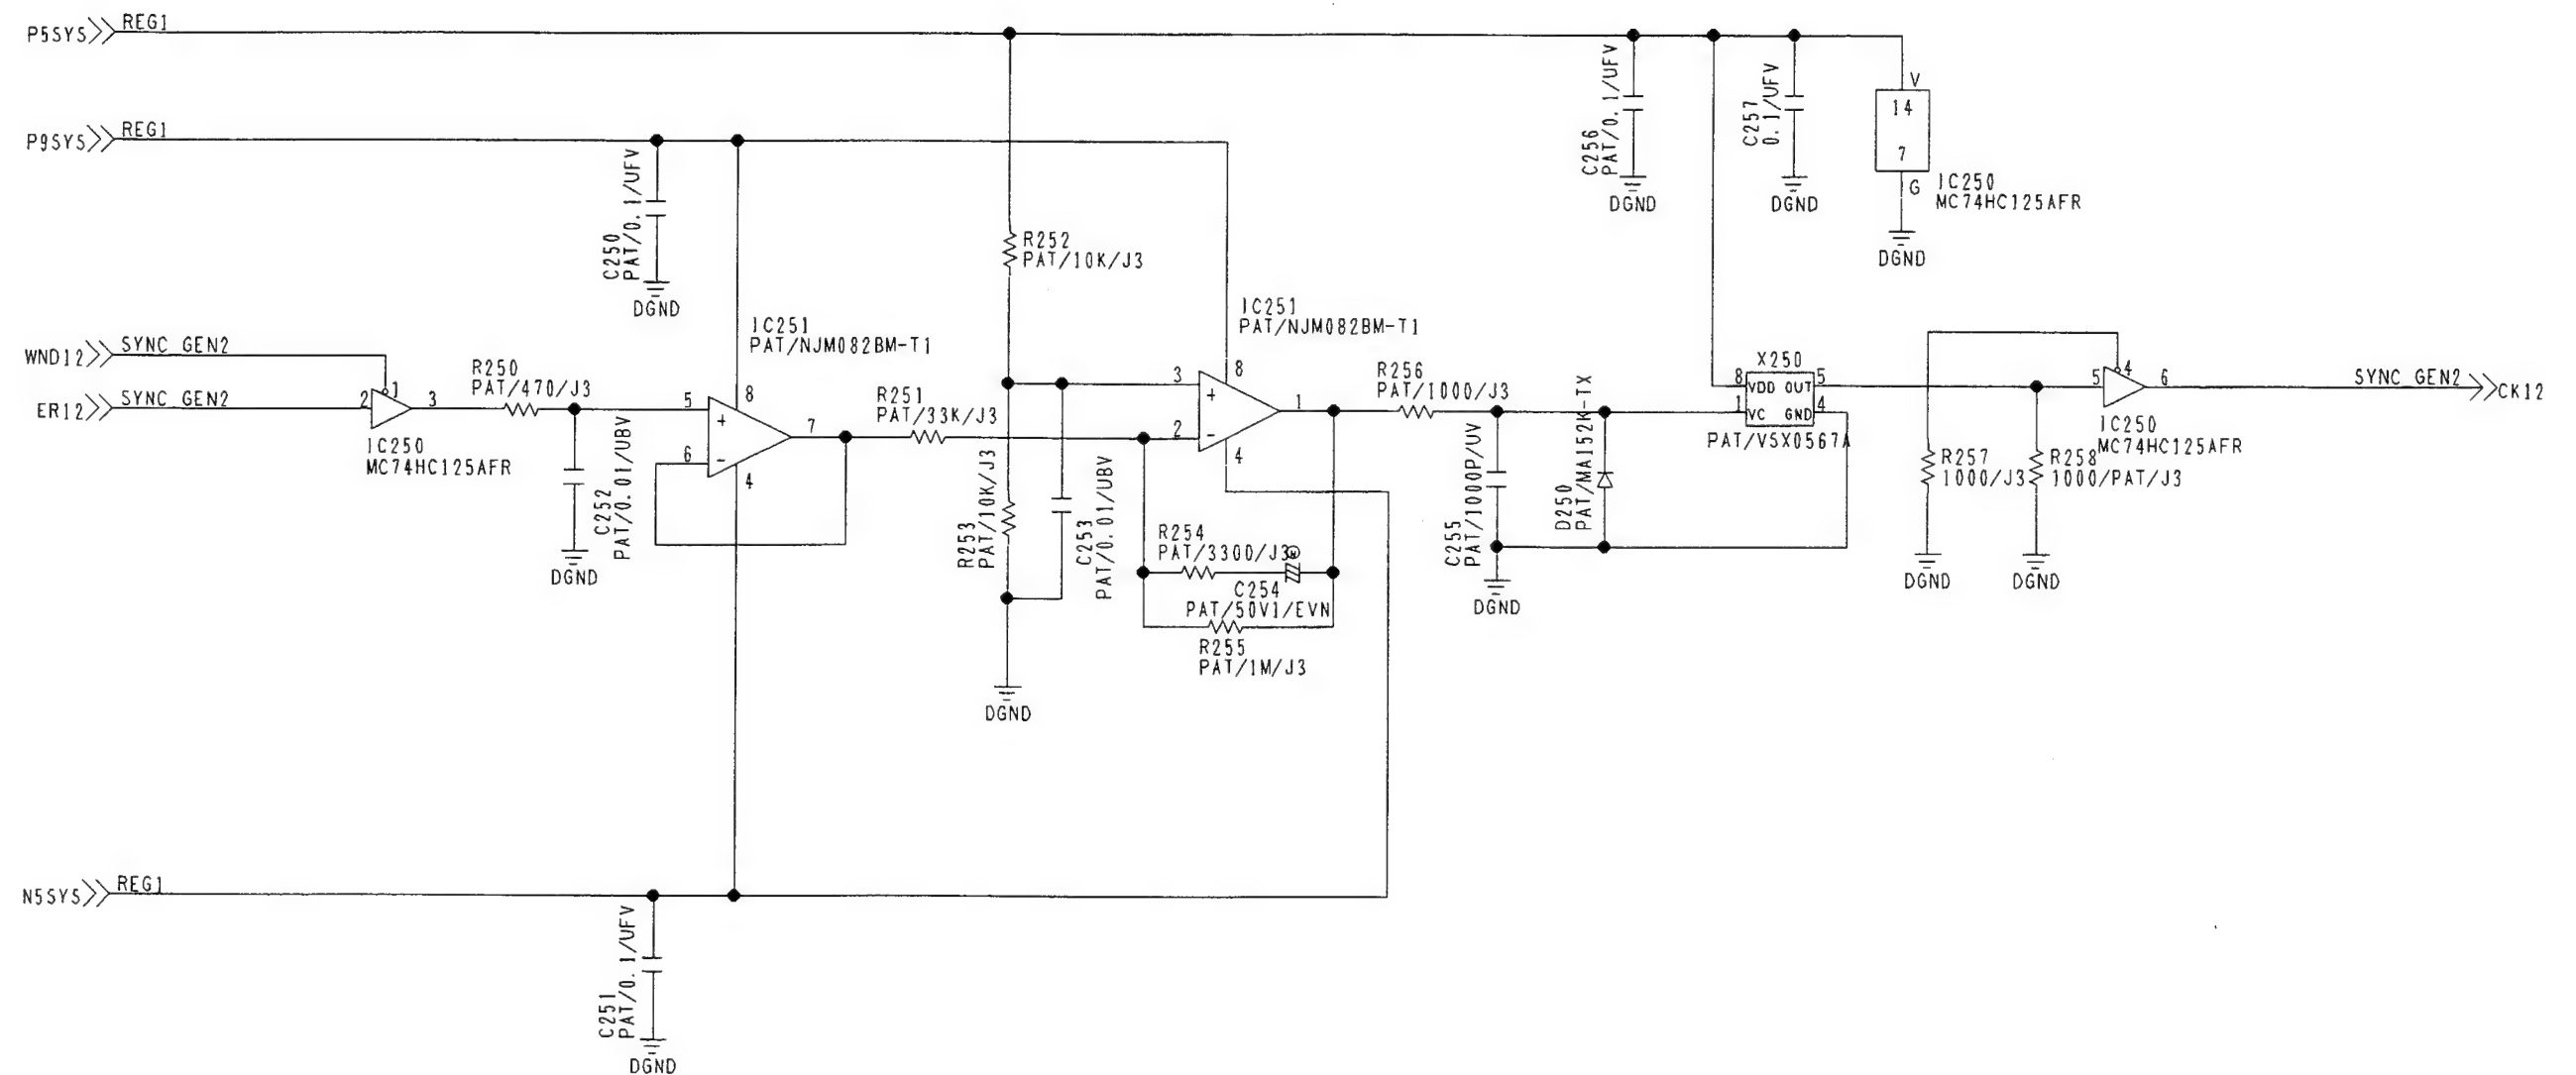 P5SYS REG1
P9SYS REG1
C250
PAT/0.1/UFV
DGND
C256
PAT/0.1/UFV
DGND
C257
0.1/UFV
DGND
V
14
7
G
IC250
MC74HC125AFR
DGND
R252
PAT/10K/J3
WND12 SYNC GEN2
ER12 SYNC GEN2
2
1
3
IC250
MC74HC125AFR
R250
PAT/470/J3
C252
PAT/0.01/UBV
DGND
IC251
PAT/NJM082BM-T1
5
+
6
-
8
7
4
R251
PAT/33K/J3
R253
PAT/10K/J3
C253
PAT/0.01/UBV
DGND
IC251
PAT/NJM082BM-T1
3
+
2
-
8
1
4
R254
PAT/3300/J3
C254
PAT/50V1/EVN
R255
PAT/1M/J3
R256
PAT/1000/J3
C255
PAT/1000P/UV
DGND
D250
PAT/MA152K-TX
X250
8 VDD OUT 5
1 VC GND 4
PAT/VSX0567A
5
4
6
IC250
MC74HC125AFR
R257
1000/J3
DGND
R258
1000/PAT/J3
DGND
SYNC GEN2 CK12
N5SYS REG1
C251
PAT/0.1/UFV
DGND